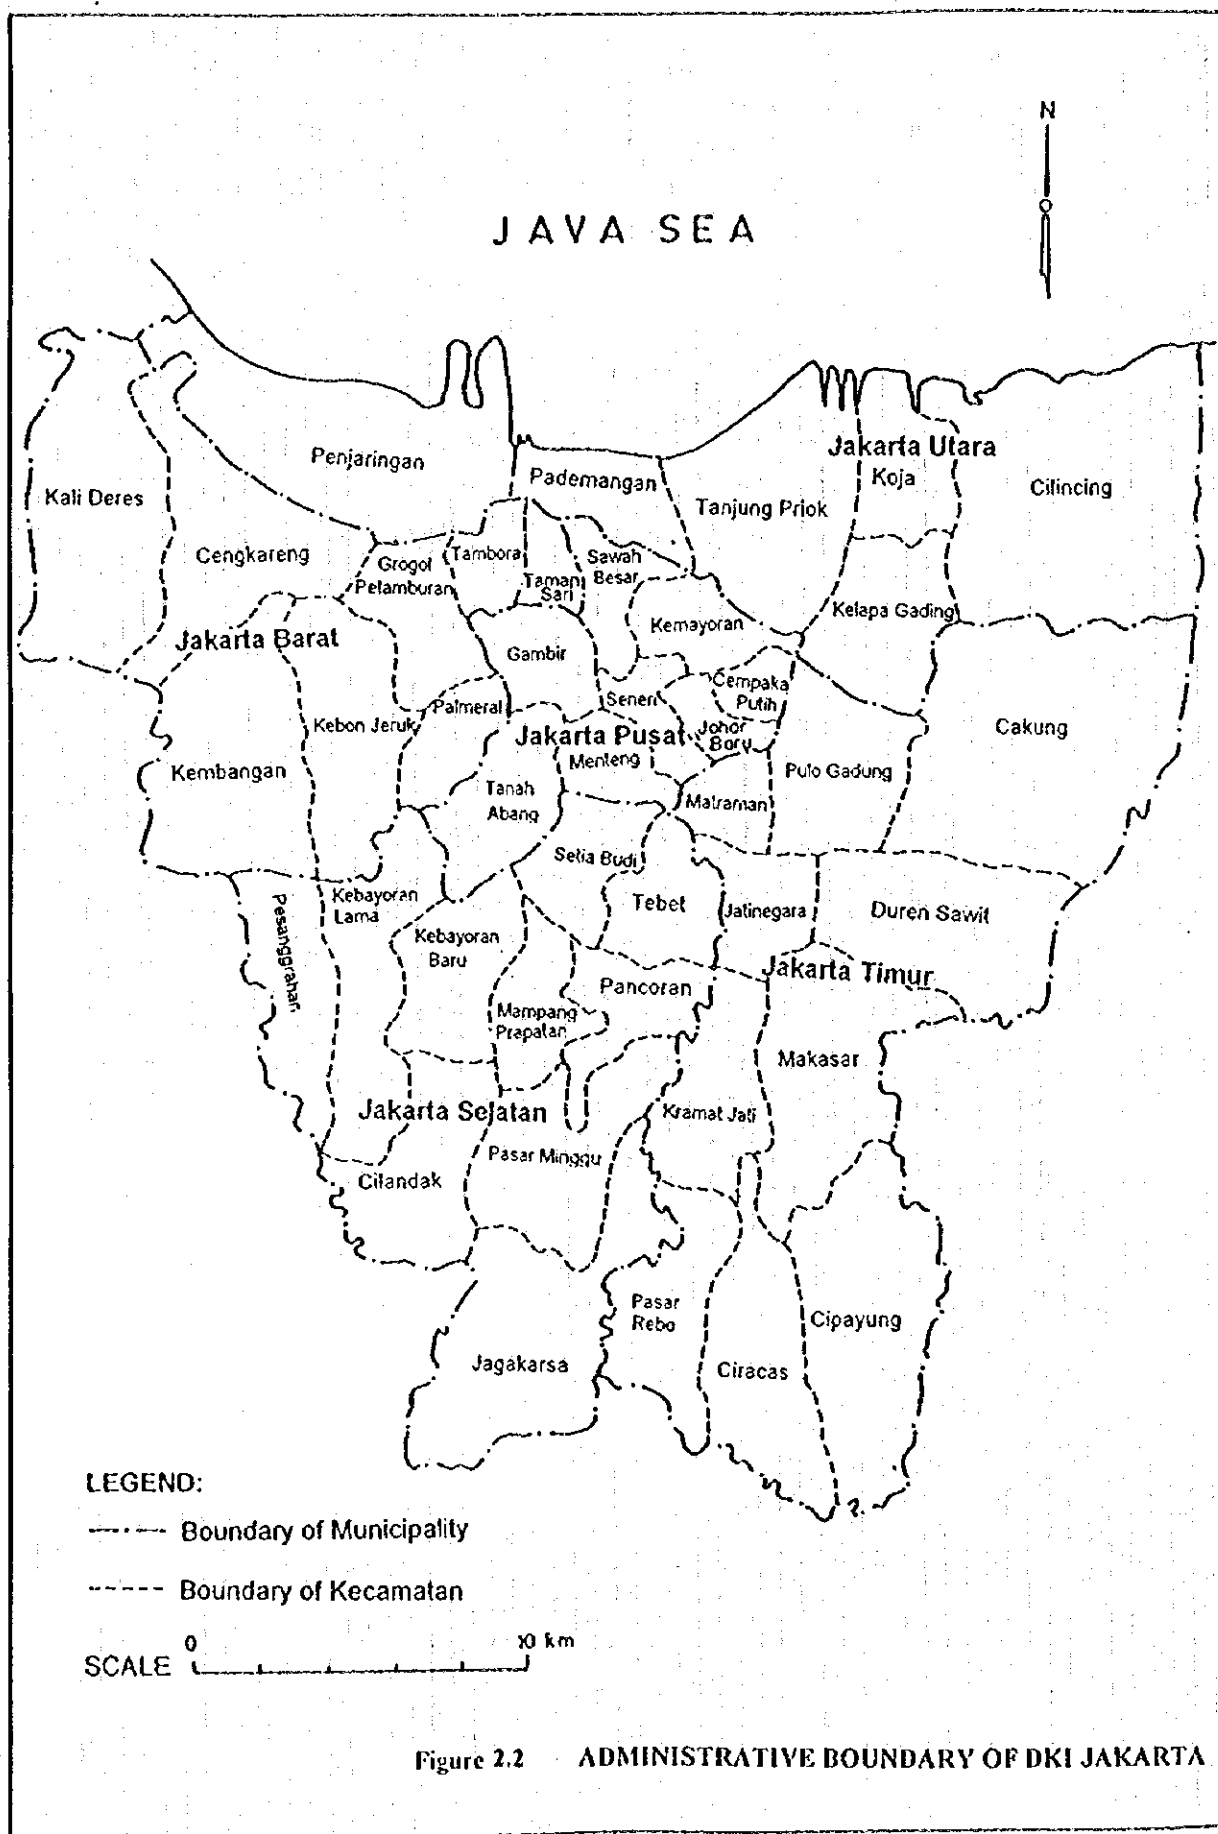 N
JAVA SEA
Penjaringan
Pademangan
Jakarta Utara
Koja
Kali Deres
Tanjung Priok
Cilincing
Cengkareng
Grogol
Petamburan
Tambora
Taman
Sari
Sawah
Besar
Kemayoran
Kelapa Gading
Jakarta Barat
Gambir
Cempaka
Putih
Senen
Palmeral
Kebon Jeruk
Jakarta Pusat
Johor
Baru
Cakung
Kembangan
Menteng
Pulo Gadung
Tanah
Abang
Matraman
Setia Budi
Kebayoran
Lama
Pesanggrahan
Tebet
Jatinegara
Duren Sawit
Kebayoran
Baru
Jakarta Timur
Pancoran
Mampang
Prapatan
Makasar
Jakarta Selatan
Kramat Jati
Pasar Minggu
Cilandak
Pasar
Rebo
Cipayung
Jagakarsa
Ciracas
LEGEND:
Boundary of Municipality
Boundary of Kecamatan
0 10 km
SCALE
Figure 2.2 ADMINISTRATIVE BOUNDARY OF DKI JAKARTA